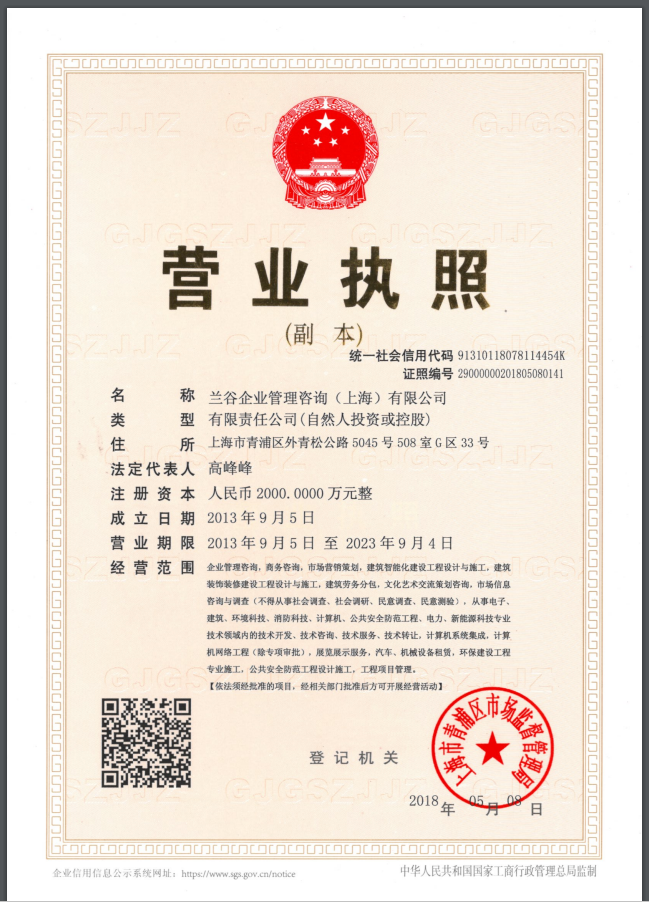 营业执照
(副 本)
统一社会信用代码 91310118078114454K
证照编号 29000000201805080141
名 称 兰谷企业管理咨询（上海）有限公司
类 型 有限责任公司(自然人投资或控股)
住 所 上海市青浦区外青松公路 5045 号 508 室 G 区 33 号
法定代表人 高峰峰
注册资本 人民币 2000.0000 万元整
成立日期 2013 年 9 月 5 日
营业期限 2013 年 9 月 5 日 至 2023 年 9 月 4 日
经营范围 企业管理咨询，商务咨询，市场营销策划，建筑智能化建设工程设计与施工，建筑
装饰装修建设工程设计与施工，建筑劳务分包，文化艺术交流策划咨询，市场信息
咨询与调查（不得从事社会调查、社会调研、民意调查、民意测验），从事电子、
建筑、环境科技、消防科技、计算机、公共安全防范工程、电力、新能源科技专业
技术领域内的技术开发、技术咨询、技术服务、技术转让，计算机系统集成，计算
机网络工程（除专项审批），展览展示服务，汽车、机械设备租赁，环保建设工程
专业施工，公共安全防范工程设计施工，工程项目管理。
【依法须经批准的项目，经相关部门批准后方可开展经营活动】
登记机关
上海市青浦区市场监督管理局
2018 年 05 月 08 日
企业信用信息公示系统网址：https://www.sgs.gov.cn/notice
中华人民共和国国家工商行政管理总局监制
GJGSZJJZ